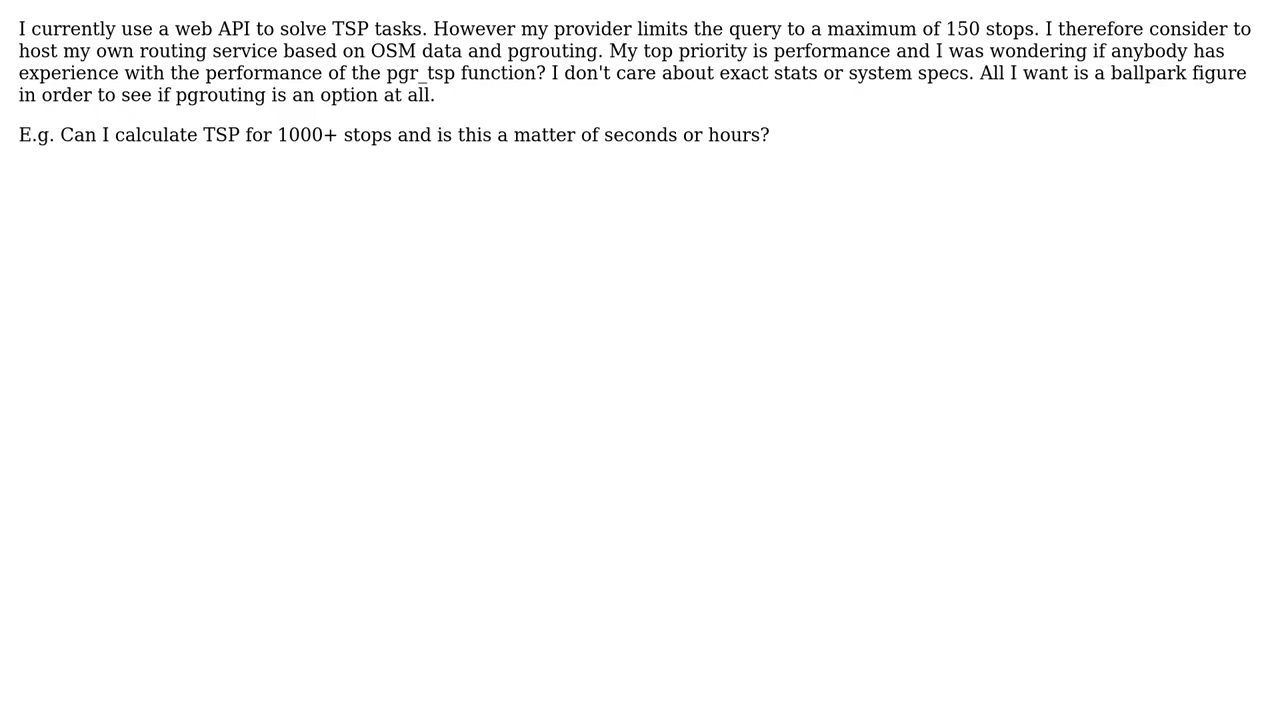 I currently use a web API to solve TSP tasks. However my provider limits the query to a maximum of 150 stops. I therefore consider to
host my own routing service based on OSM data and pgrouting. My top priority is performance and I was wondering if anybody has
experience with the performance of the pgr_tsp function? I don't care about exact stats or system specs. All I want is a ballpark figure
in order to see if pgrouting is an option at all.
E.g. Can I calculate TSP for 1000+ stops and is this a matter of seconds or hours?